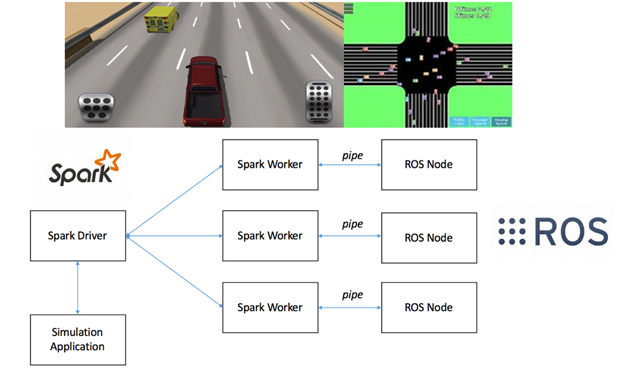 Spark
Spark Worker
pipe
ROS Node
Spark Driver
Spark Worker
pipe
ROS Node
ROS
Spark Worker
pipe
ROS Node
Simulation
Application